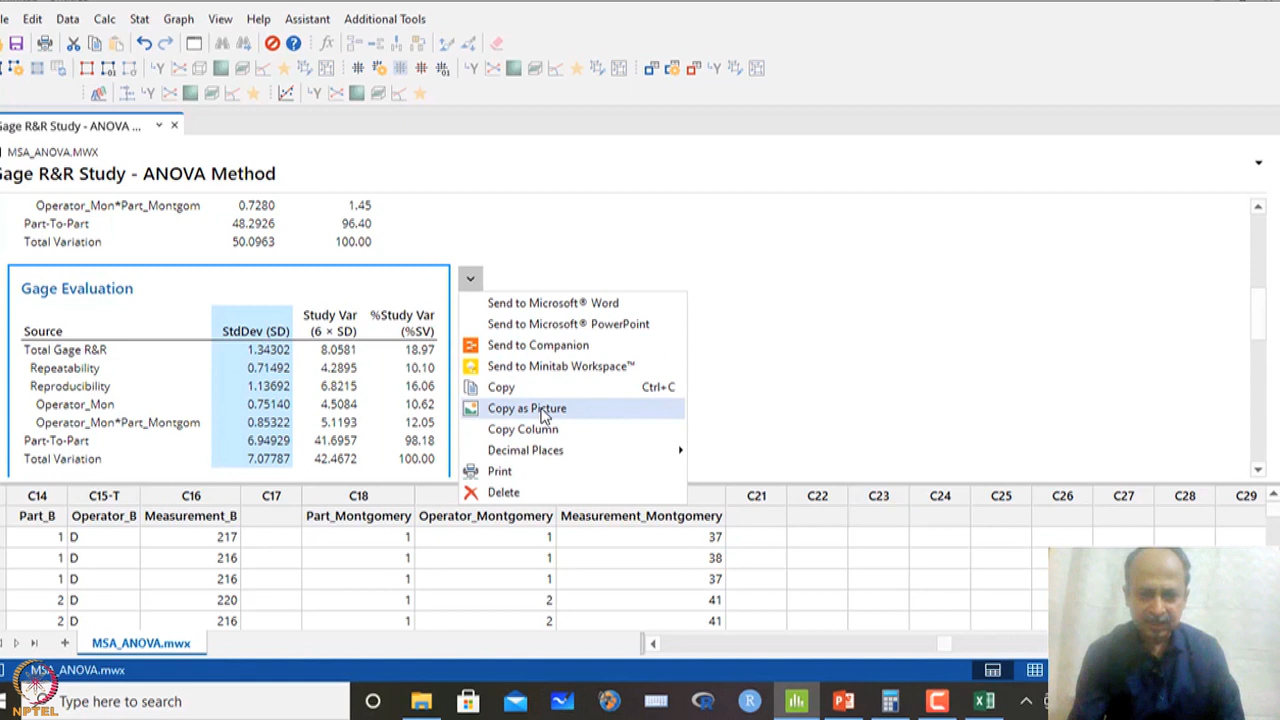 Edit Data Calc Stat Graph View Help Assistant Additional Tools
Gage R&R Study - ANOVA ...
MSA_ANOVA.MWX
Gage R&R Study - ANOVA Method
Operator_Mon*Part_Montgom 0.7280 1.45
Part-To-Part 48.2926 96.40
Total Variation 50.0963 100.00
Gage Evaluation
Study Var %Study Var
Source StdDev (SD) (6 × SD) (%SV)
Total Gage R&R 1.34302 8.0581 18.97
Repeatability 0.71492 4.2895 10.10
Reproducibility 1.13692 6.8215 16.06
Operator_Mon 0.75140 4.5084 10.62
Operator_Mon*Part_Montgom 0.85322 5.1193 12.05
Part-To-Part 6.94929 41.6957 98.18
Total Variation 7.07787 42.4672 100.00
Send to Microsoft® Word
Send to Microsoft® PowerPoint
Send to Companion
Send to Minitab Workspace™
Copy Ctrl+C
Copy as Picture
Copy Column
Decimal Places
Print
Delete
C14 C15-T C16 C17 C18 C21 C22 C23 C24 C25 C26 C27 C28 C29
Part_B Operator_B Measurement_B Part_Montgomery Operator_Montgomery Measurement_Montgomery
1 D 217 1 1 37
1 D 216 1 1 38
1 D 216 1 1 37
2 D 220 1 2 41
2 D 216 1 2 41
MSA_ANOVA.mwx
MSA_ANOVA.mwx
Type here to search
NPTEL